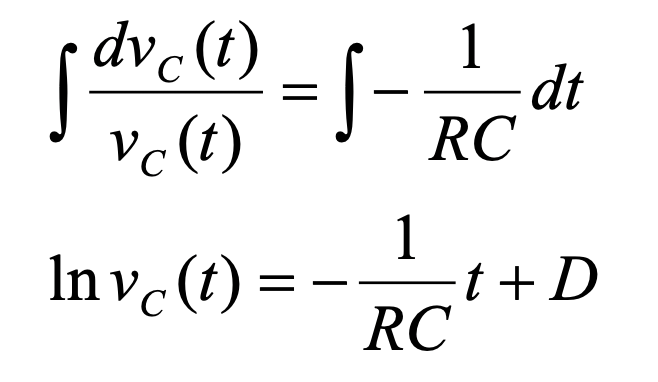 ∫ dv_C(t)/v_C(t) = ∫ − 1/RC dt
ln v_C(t) = − 1/RC t + D